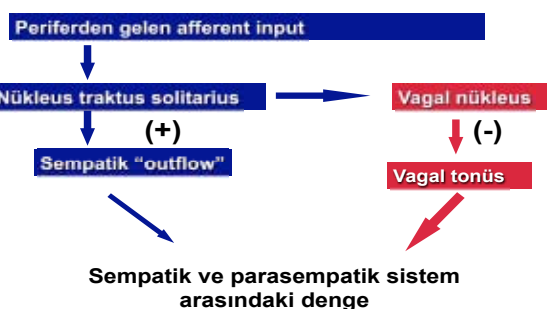 Periferden gelen afferent input
Nükleus traktus solitarius
Vagal nükleus
(+)
(-)
Sempatik “outflow”
Vagal tonüs
Sempatik ve parasempatik sistem
arasındaki denge